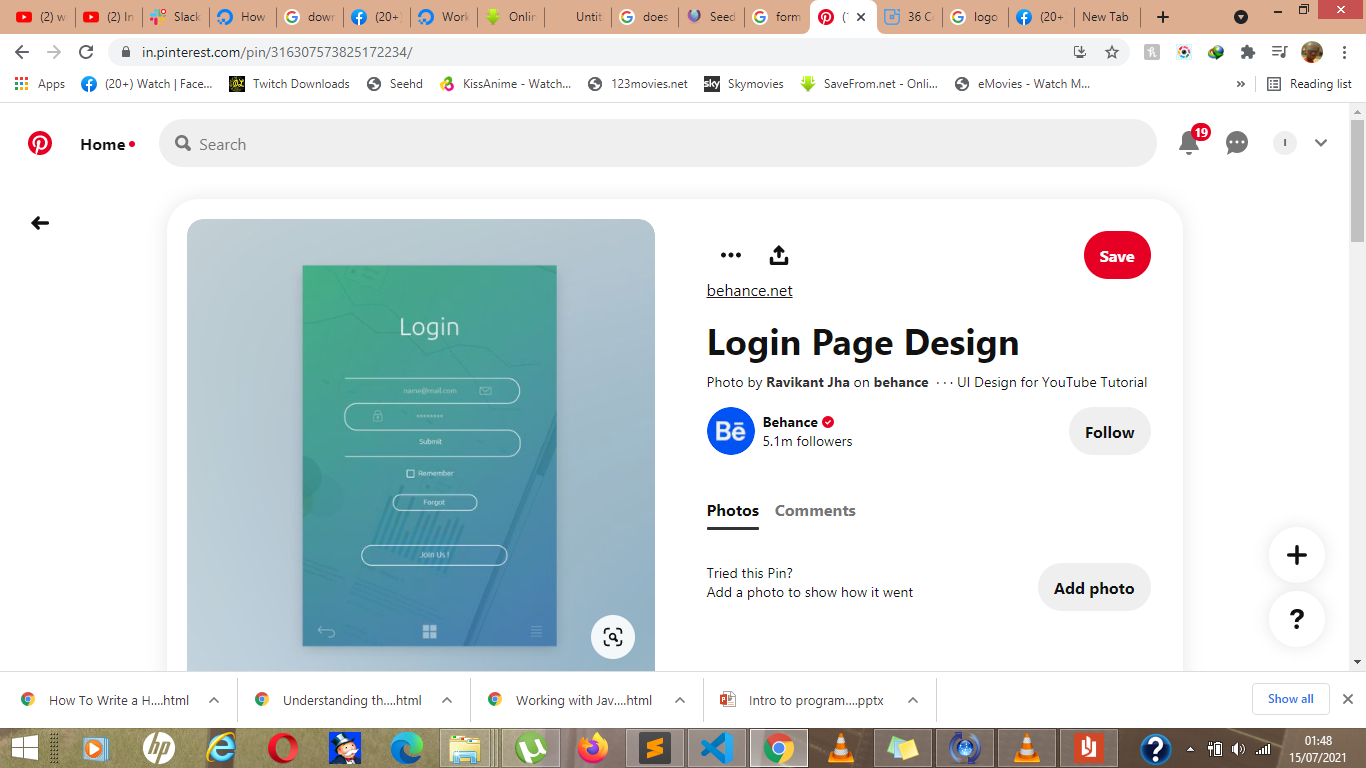 (2) w
(2) In
Slack
How
down
(20+)
Work
Onlin
Untit
does
Seed
form
(
36 C
logo
(20+
New Tab
in.pinterest.com/pin/316307573825172234/
Apps
(20+) Watch | Face...
Twitch Downloads
Seehd
KissAnime - Watch...
123movies.net
sky
Skymovies
SaveFrom.net - Onli...
eMovies - Watch M...
»
Reading list
Home
Search
19
I
Login
name@mail.com
********
Submit
Remember
Forgot
Join Us !
Save
behance.net
Login Page Design
Photo by Ravikant Jha on behance ··· UI Design for YouTube Tutorial
Bē
Behance
5.1m followers
Follow
Photos Comments
Tried this Pin?
Add a photo to show how it went
Add photo
+
?
How To Write a H....html
Understanding th....html
Working with Jav....html
Intro to program....pptx
Show all
hp
01:48
15/07/2021